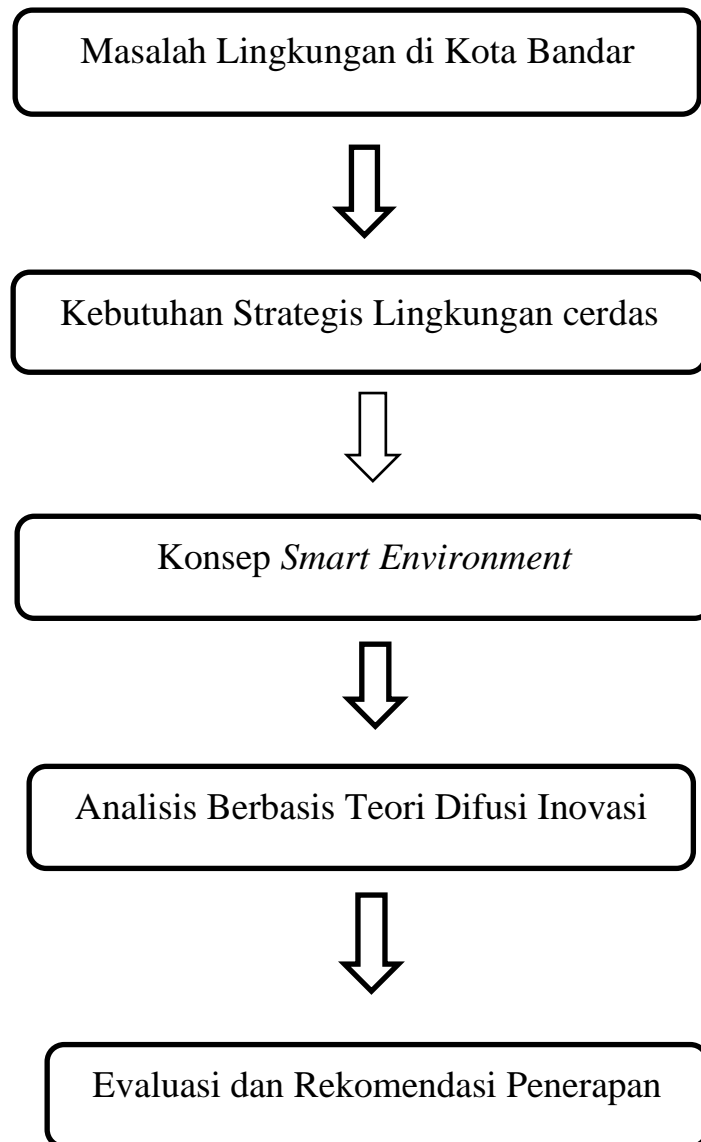 Masalah Lingkungan di Kota Bandar
Kebutuhan Strategis Lingkungan cerdas
Konsep Smart Environment
Analisis Berbasis Teori Difusi Inovasi
Evaluasi dan Rekomendasi Penerapan